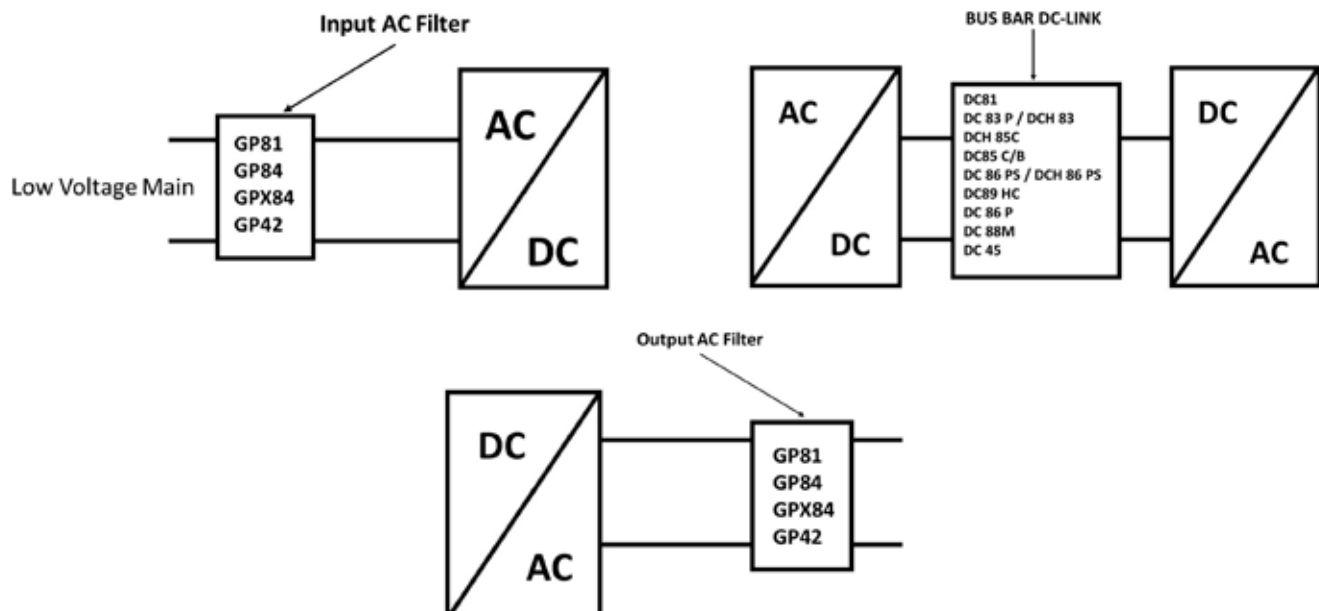 Input AC Filter
GP81
GP84
GPX84
GP42
Low Voltage Main
AC
DC
BUS BAR DC-LINK
AC
DC
DC81
DC 83 P / DCH 83
DCH 85C
DC85 C/B
DC 86 PS / DCH 86 PS
DC89 HC
DC 86 P
DC 88M
DC 45
DC
AC
Output AC Filter
DC
AC
GP81
GP84
GPX84
GP42